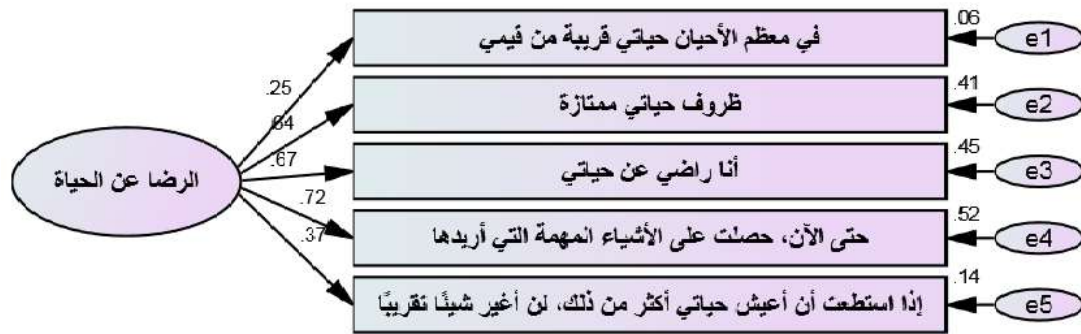 .06
في معظم الأحيان حياتي قريبة من قيمي
e1
.25
.41
ظروف حياتي ممتازة
e2
.64
.45
أنا راضي عن حياتي
e3
.67
الرضا عن الحياة
.52
حتى الآن، حصلت على الأشياء المهمة التي أريدها
e4
.72
.14
إذا استطعت أن أعيش حياتي أكثر من ذلك، لن أغير شيئًا تقريبًا
e5
.37